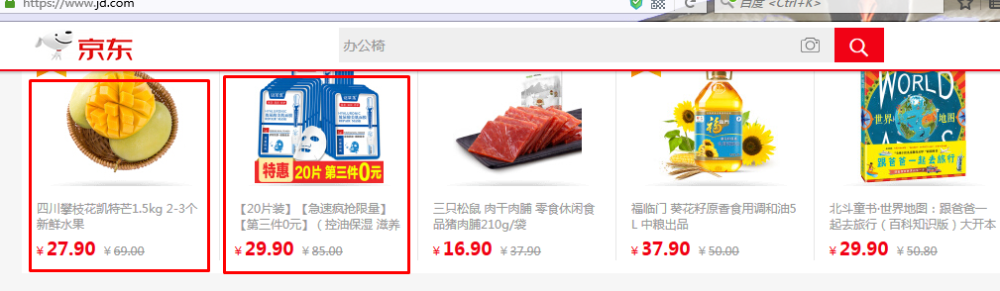 https://www.jd.com
百度 <Ctrl+K>
京东
办公椅
特惠 20片 第三件0元
福
WORLD
世界 地图
跟爸爸一起去旅行
四川攀枝花凯特芒1.5kg 2-3个
新鲜水果
¥ 27.90 ¥ 69.00
【20片装】【急速疯抢限量】
【第三件0元】（控油保湿 滋养
¥ 29.90 ¥ 85.00
三只松鼠 肉干肉脯 零食休闲食
品猪肉脯210g/袋
¥ 16.90 ¥ 37.90
福临门 葵花籽原香食用调和油5
L 中粮出品
¥ 37.90 ¥ 50.00
北斗童书·世界地图：跟爸爸一
起去旅行（百科知识版）大开本
¥ 29.90 ¥ 50.80